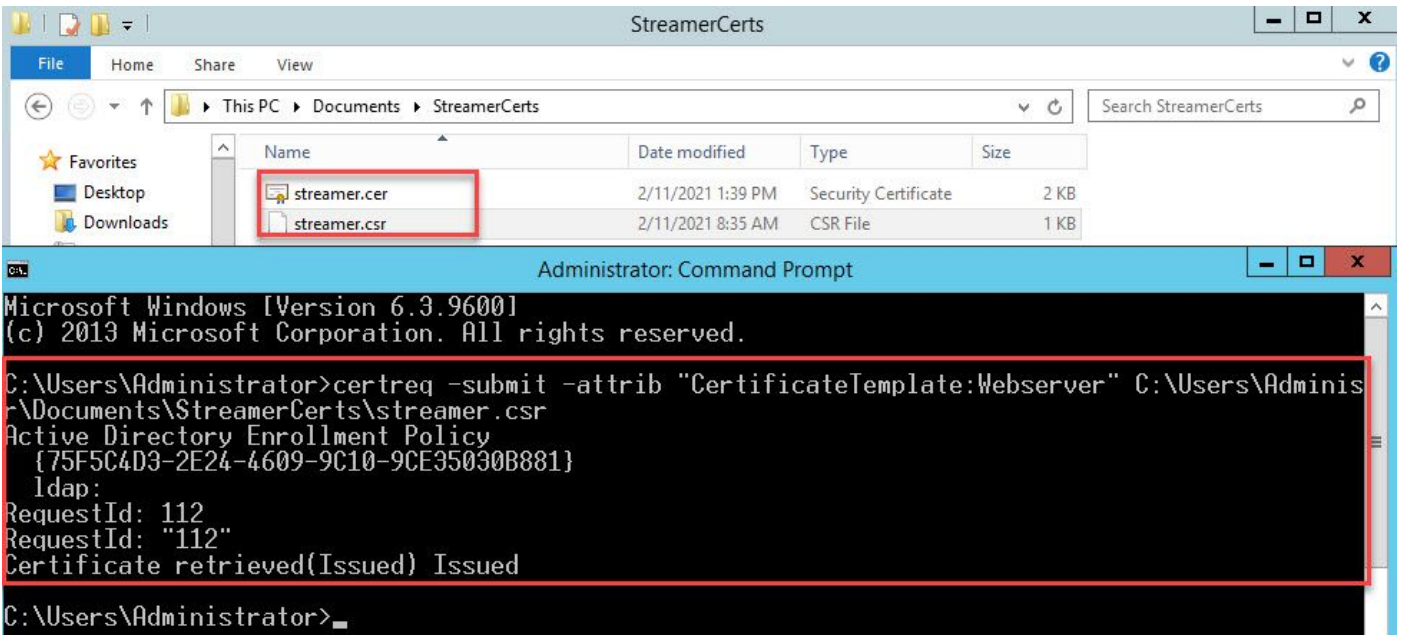 StreamerCerts
File Home Share View
This PC Documents StreamerCerts Search StreamerCerts
Name Date modified Type Size
Favorites
Desktop
Downloads
streamer.cer 2/11/2021 1:39 PM Security Certificate 2 KB
streamer.csr 2/11/2021 8:35 AM CSR File 1 KB
Administrator: Command Prompt
Microsoft Windows [Version 6.3.9600]
(c) 2013 Microsoft Corporation. All rights reserved.
C:\Users\Administrator>certreq -submit -attrib "CertificateTemplate:Webserver" C:\Users\Adminis
r\Documents\StreamerCerts\streamer.csr
Active Directory Enrollment Policy
{75F5C4D3-2E24-4609-9C10-9CE35030B881}
ldap:
RequestId: 112
RequestId: "112"
Certificate retrieved(Issued) Issued
C:\Users\Administrator>